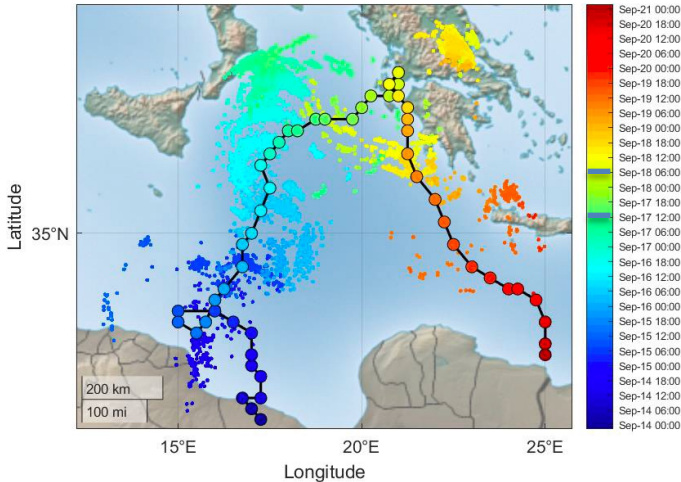 Sep-21 00:00
Sep-20 18:00
Sep-20 12:00
Sep-20 06:00
Sep-20 00:00
Sep-19 18:00
Sep-19 12:00
Sep-19 06:00
Sep-19 00:00
Sep-18 18:00
Sep-18 12:00
Sep-18 06:00
Sep-18 00:00
Sep-17 18:00
Sep-17 12:00
Sep-17 06:00
Sep-17 00:00
Sep-16 18:00
Sep-16 12:00
Sep-16 06:00
Sep-16 00:00
Sep-15 18:00
Sep-15 12:00
Sep-15 06:00
Sep-15 00:00
Sep-14 18:00
Sep-14 12:00
Sep-14 06:00
Sep-14 00:00
Latitude
35°N
200 km
100 mi
15°E
20°E
25°E
Longitude